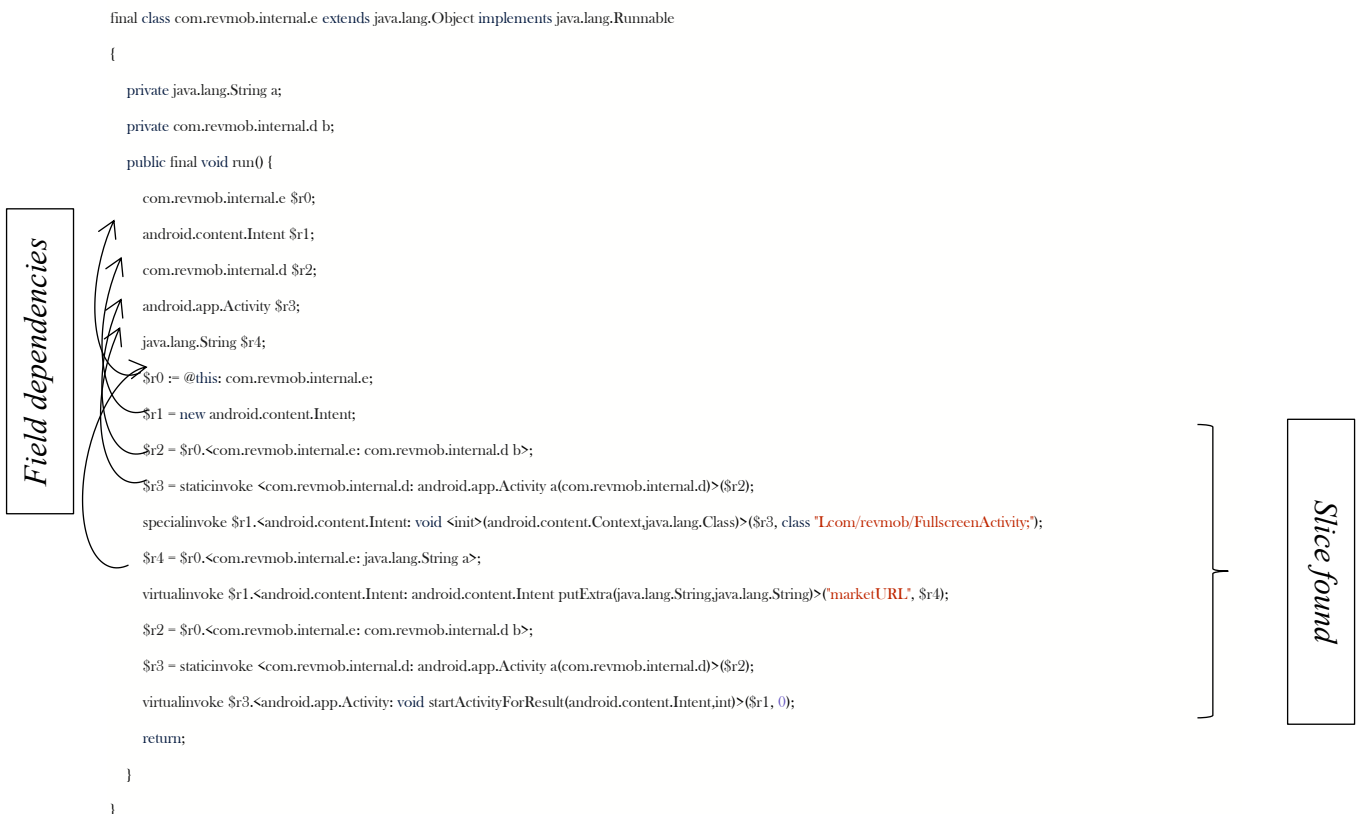 final class com.revmob.internal.e extends java.lang.Object implements java.lang.Runnable
{
private java.lang.String a;
private com.revmob.internal.d b;
public final void run() {
com.revmob.internal.e $r0;
android.content.Intent $r1;
com.revmob.internal.d $r2;
android.app.Activity $r3;
java.lang.String $r4;
$r0 := @this: com.revmob.internal.e;
$r1 = new android.content.Intent;
$r2 = $r0.<com.revmob.internal.e: com.revmob.internal.d b>;
$r3 = staticinvoke <com.revmob.internal.d: android.app.Activity a(com.revmob.internal.d)>($r2);
specialinvoke $r1.<android.content.Intent: void <init>(android.content.Context,java.lang.Class)>($r3, class "Lcom/revmob/FullscreenActivity;");
$r4 = $r0.<com.revmob.internal.e: java.lang.String a>;
virtualinvoke $r1.<android.content.Intent: android.content.Intent putExtra(java.lang.String,java.lang.String)>("marketURL", $r4);
$r2 = $r0.<com.revmob.internal.e: com.revmob.internal.d b>;
$r3 = staticinvoke <com.revmob.internal.d: android.app.Activity a(com.revmob.internal.d)>($r2);
virtualinvoke $r3.<android.app.Activity: void startActivityForResult(android.content.Intent,int)>($r1, 0);
return;
}
}
Field dependencies
Slice found